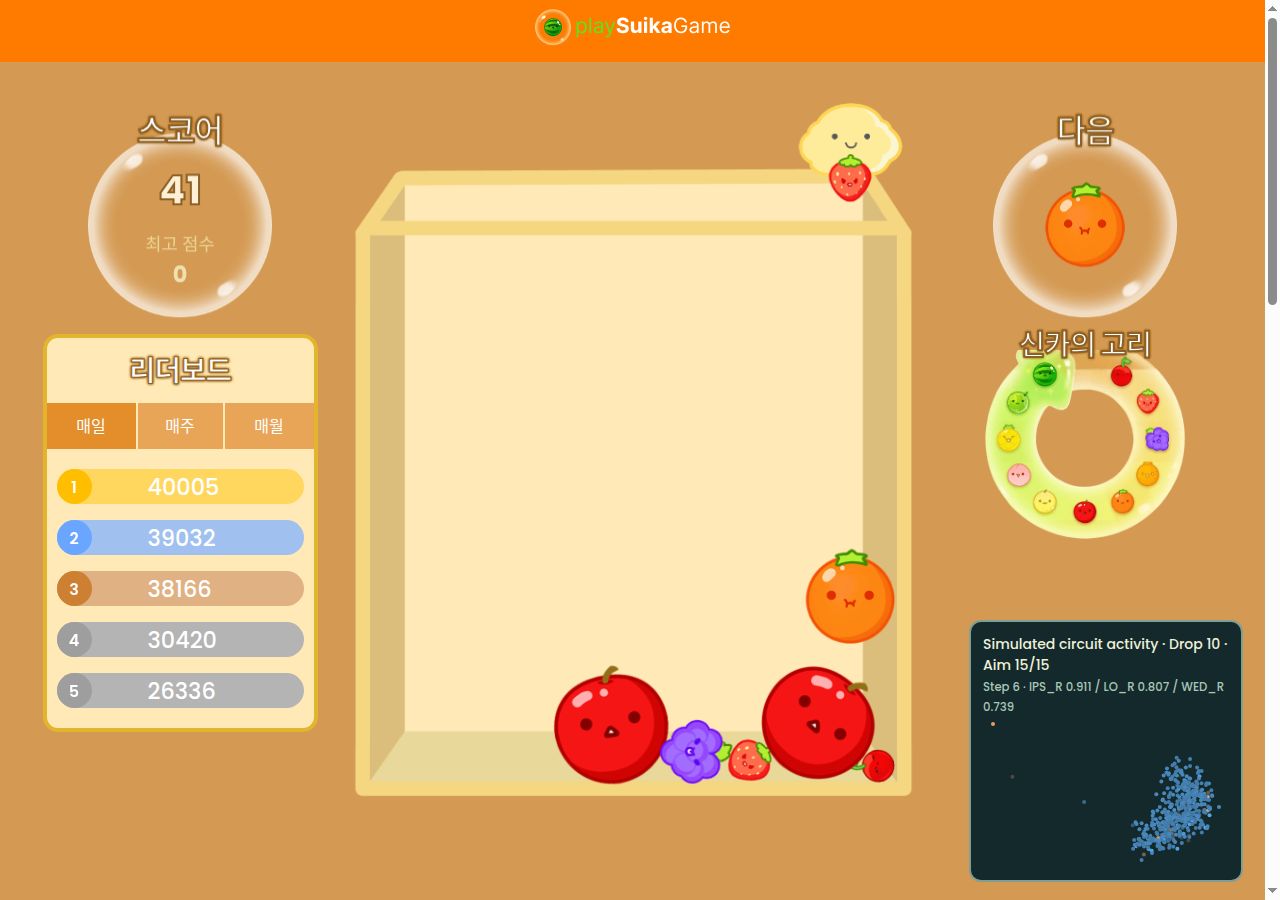 playSuikaGame
스코어
41
최고 점수
0
리더보드
매일 매주 매월
1 40005
2 39032
3 38166
4 30420
5 26336
다음
신카의 고리
Simulated circuit activity · Drop 10 ·
Aim 15/15
Step 6 · IPS_R 0.911 / LO_R 0.807 / WED_R
0.739